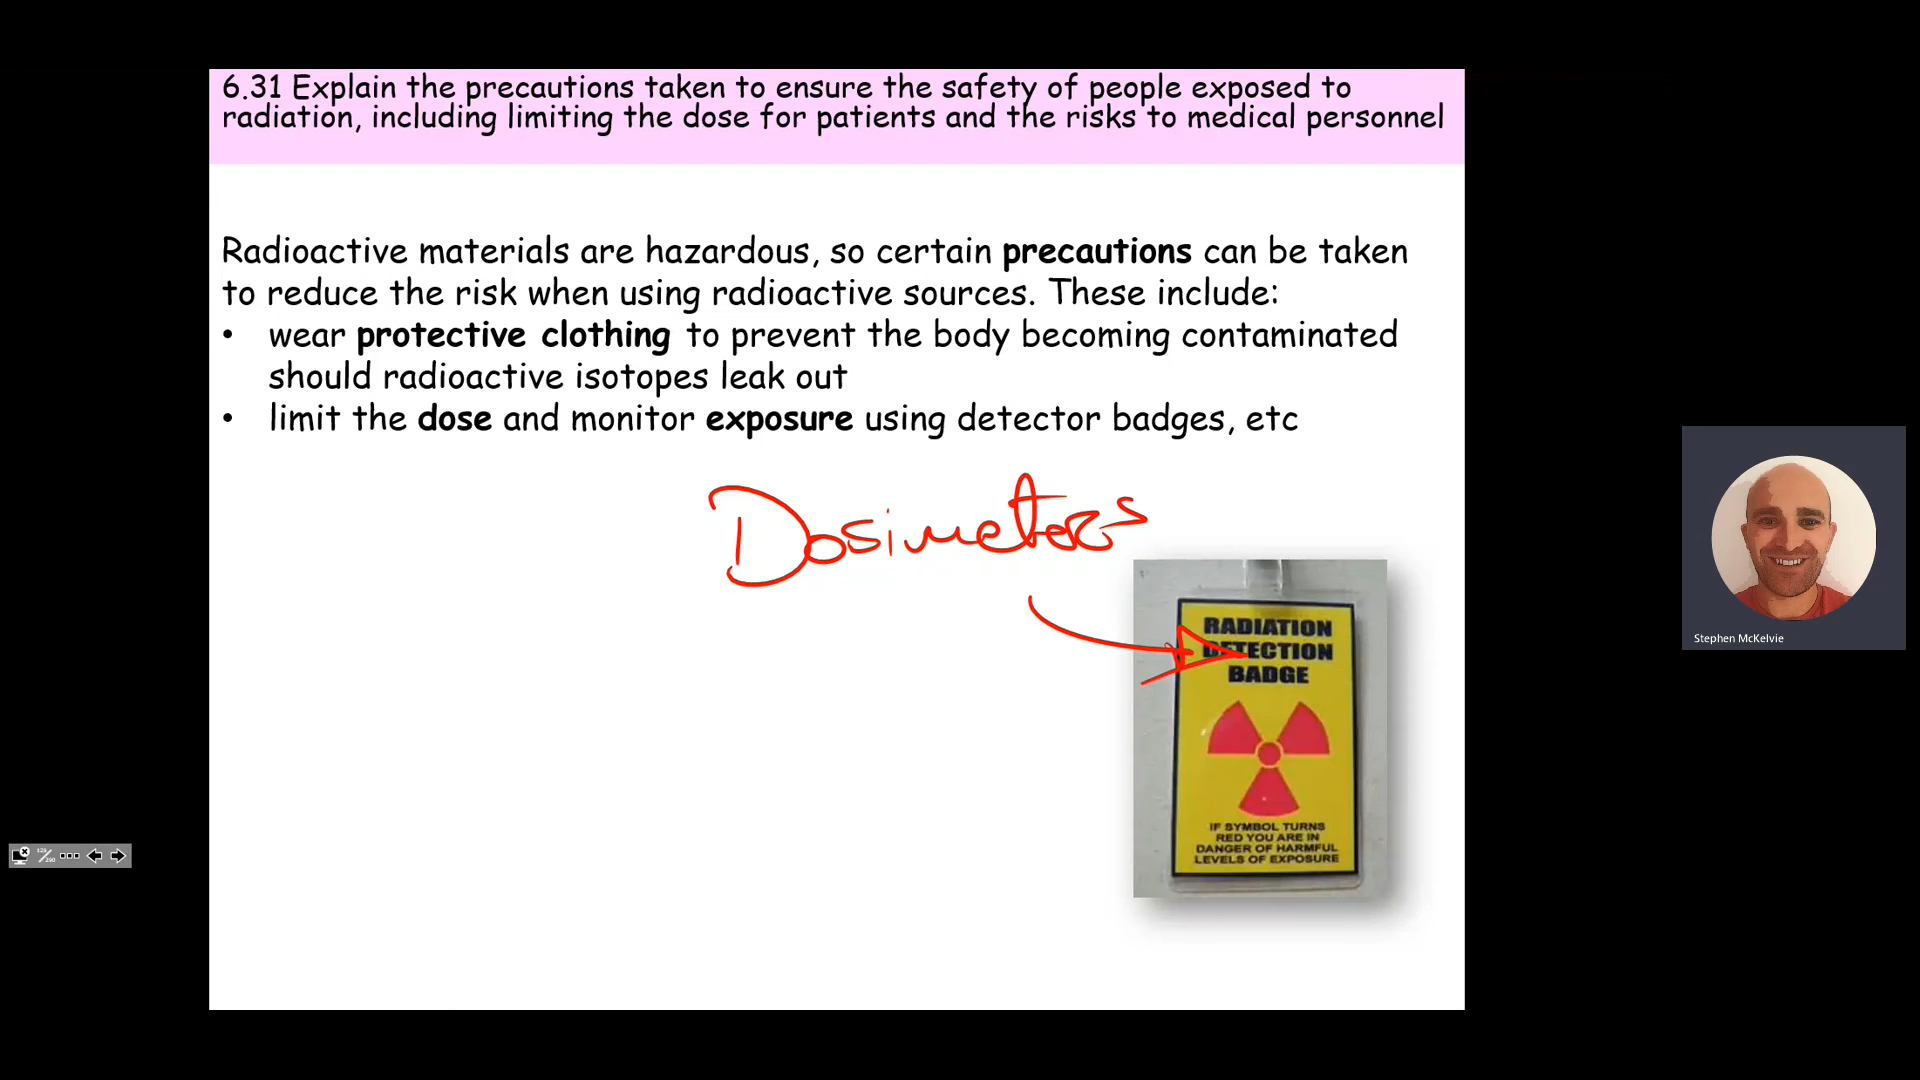 6.31 Explain the precautions taken to ensure the safety of people exposed to
radiation, including limiting the dose for patients and the risks to medical personnel
Radioactive materials are hazardous, so certain precautions can be taken
to reduce the risk when using radioactive sources. These include:
• wear protective clothing to prevent the body becoming contaminated
should radioactive isotopes leak out
• limit the dose and monitor exposure using detector badges, etc
Dosimeters
RADIATION
DETECTION
BADGE
IF SYMBOL TURNS
RED YOU ARE IN
DANGER OF HARMFUL
LEVELS OF EXPOSURE
Stephen McKelvie